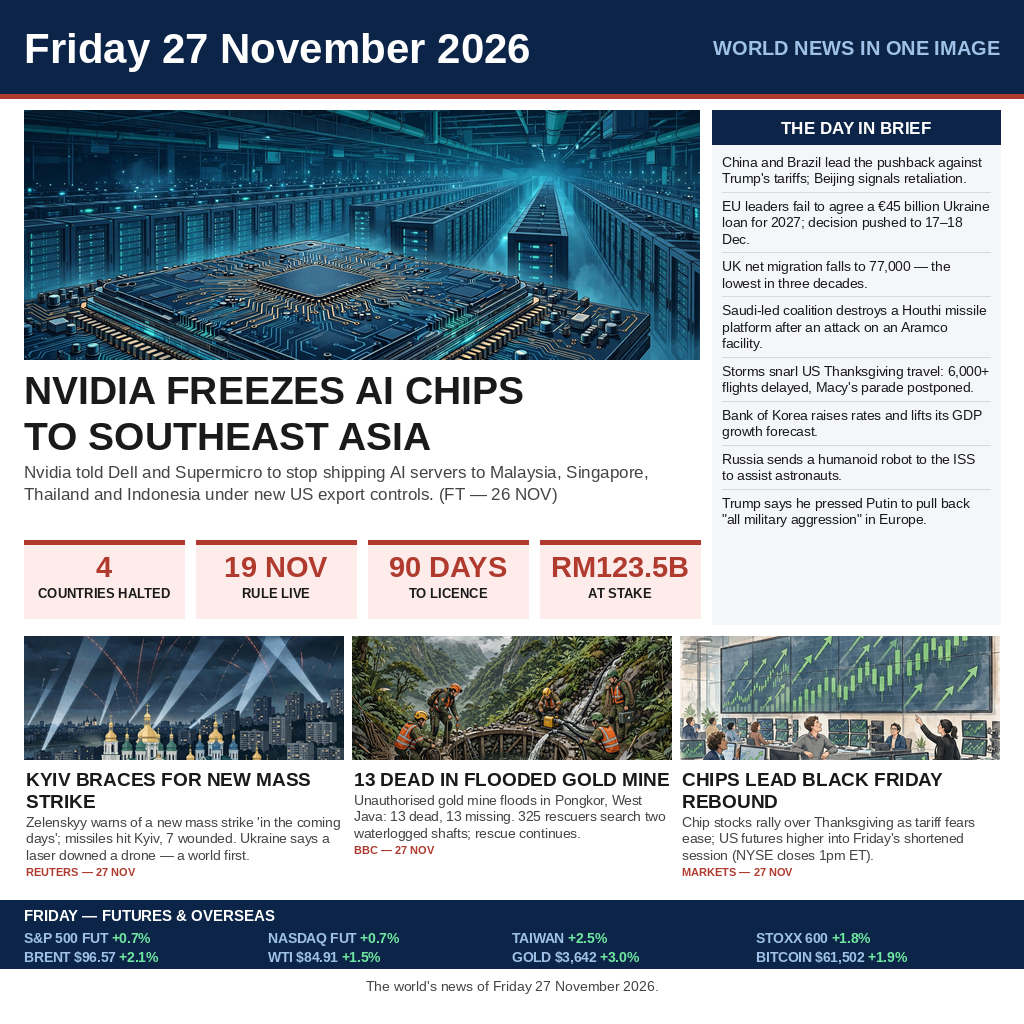 Friday 27 November 2026
WORLD NEWS IN ONE IMAGE
NVIDIA FREEZES AI CHIPS
TO SOUTHEAST ASIA
Nvidia told Dell and Supermicro to stop shipping AI servers to Malaysia, Singapore,
Thailand and Indonesia under new US export controls. (FT — 26 NOV)
4
COUNTRIES HALTED
19 NOV
RULE LIVE
90 DAYS
TO LICENCE
RM123.5B
AT STAKE
THE DAY IN BRIEF
China and Brazil lead the pushback against
Trump's tariffs; Beijing signals retaliation.
EU leaders fail to agree a €45 billion Ukraine
loan for 2027; decision pushed to 17–18
Dec.
UK net migration falls to 77,000 — the
lowest in three decades.
Saudi-led coalition destroys a Houthi missile
platform after an attack on an Aramco
facility.
Storms snarl US Thanksgiving travel: 6,000+
flights delayed, Macy's parade postponed.
Bank of Korea raises rates and lifts its GDP
growth forecast.
Russia sends a humanoid robot to the ISS
to assist astronauts.
Trump says he pressed Putin to pull back
"all military aggression" in Europe.
KYIV BRACES FOR NEW MASS
STRIKE
Zelenskyy warns of a new mass strike 'in the coming
days'; missiles hit Kyiv, 7 wounded. Ukraine says a
laser downed a drone — a world first.
REUTERS — 27 NOV
13 DEAD IN FLOODED GOLD MINE
Unauthorised gold mine floods in Pongkor, West
Java: 13 dead, 13 missing. 325 rescuers search two
waterlogged shafts; rescue continues.
BBC — 27 NOV
CHIPS LEAD BLACK FRIDAY
REBOUND
Chip stocks rally over Thanksgiving as tariff fears
ease; US futures higher into Friday's shortened
session (NYSE closes 1pm ET).
MARKETS — 27 NOV
FRIDAY — FUTURES & OVERSEAS
S&P 500 FUT +0.7%
NASDAQ FUT +0.7%
TAIWAN +2.5%
STOXX 600 +1.8%
BRENT $96.57 +2.1%
WTI $84.91 +1.5%
GOLD $3,642 +3.0%
BITCOIN $61,502 +1.9%
The world's news of Friday 27 November 2026.